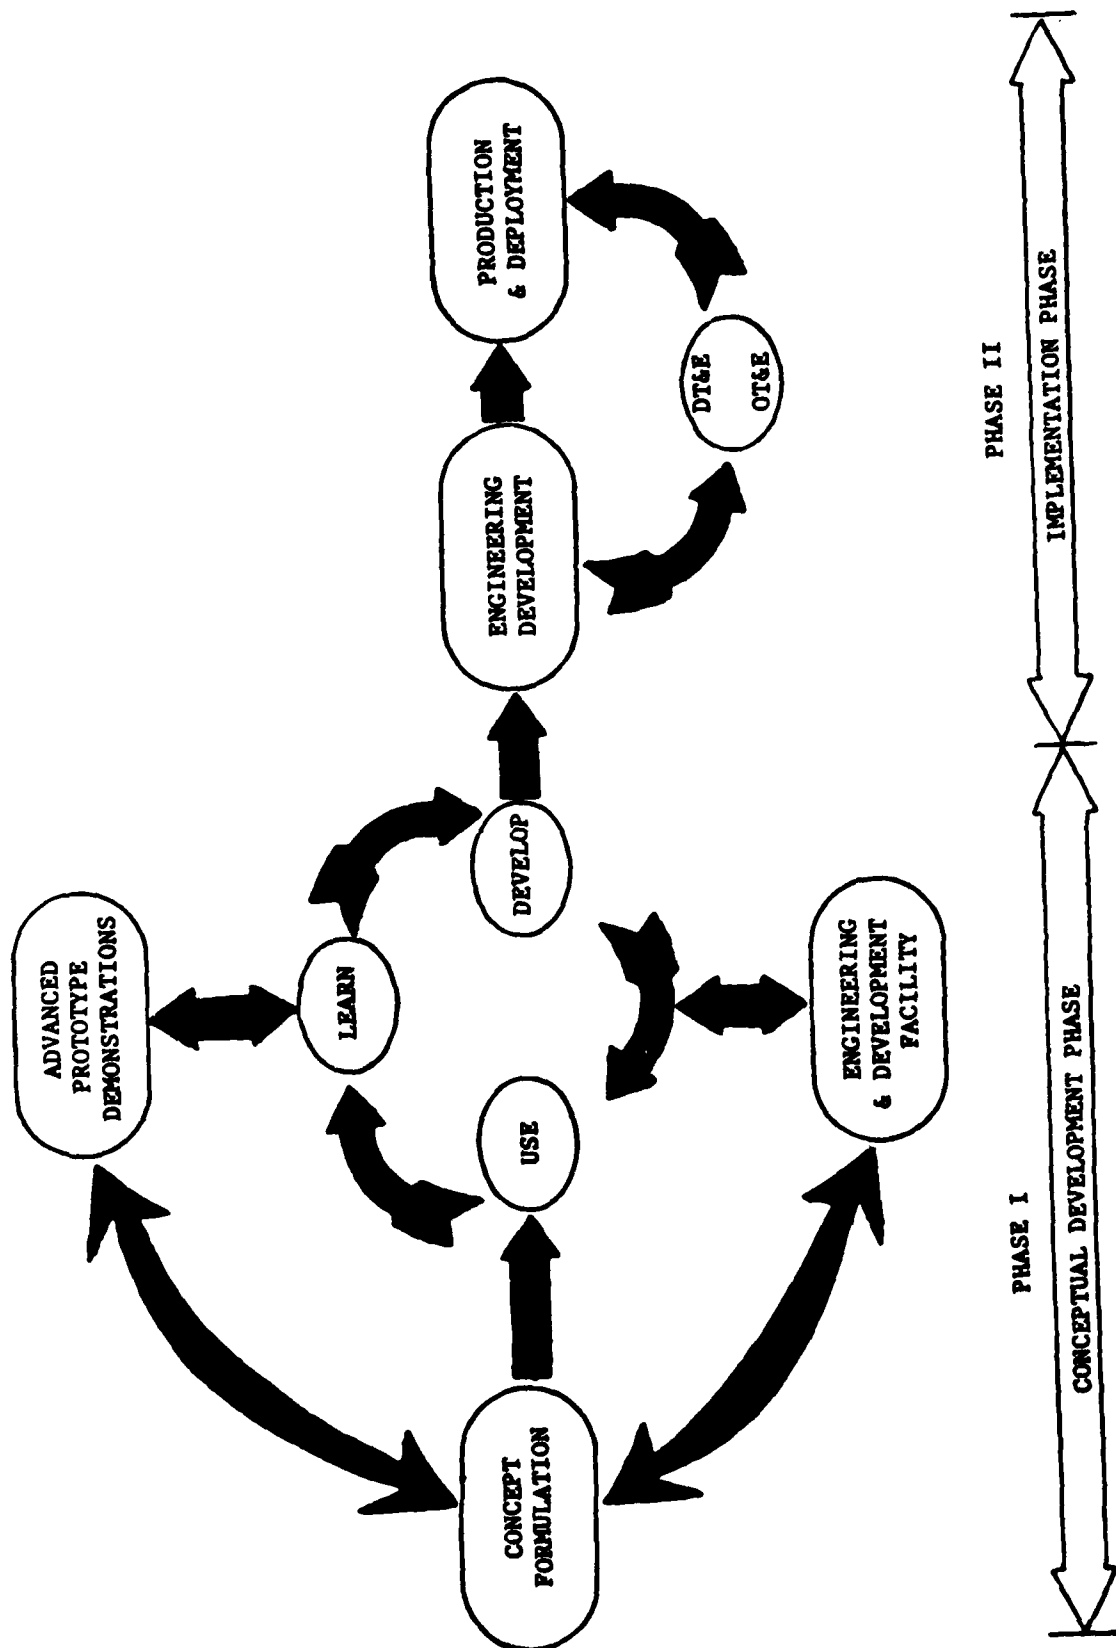 ADVANCED
PROTOTYPE
DEMONSTRATIONS
LEARN
CONCEPT
FORMULATION
USE
DEVELOP
ENGINEERING
DEVELOPMENT
PRODUCTION
& DEPLOYMENT
DT&E
OT&E
ENGINEERING
& DEVELOPMENT
FACILITY
PHASE I
CONCEPTUAL DEVELOPMENT PHASE
PHASE II
IMPLEMENTATION PHASE